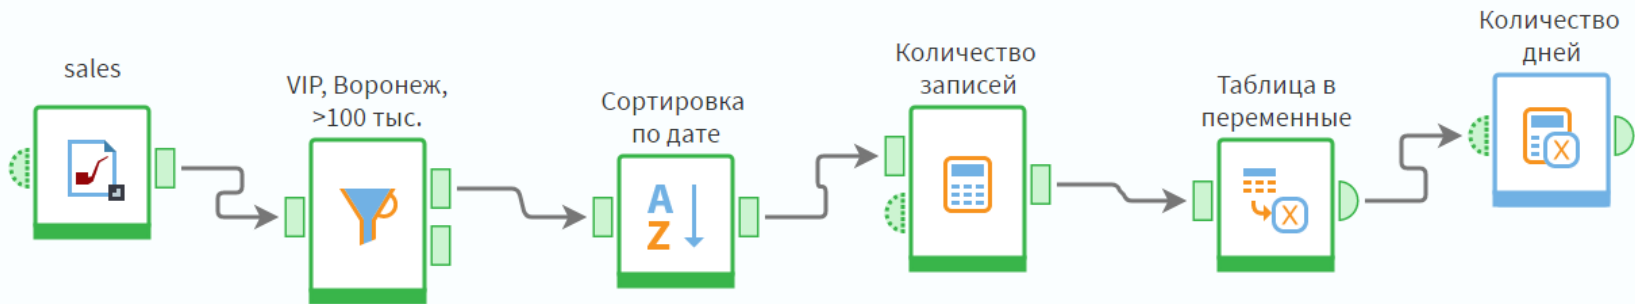 sales
VIP, Воронеж,
>100 тыс.
Сортировка
по дате
A
Z
Количество
записей
Таблица в
переменные
X
Количество
дней
X